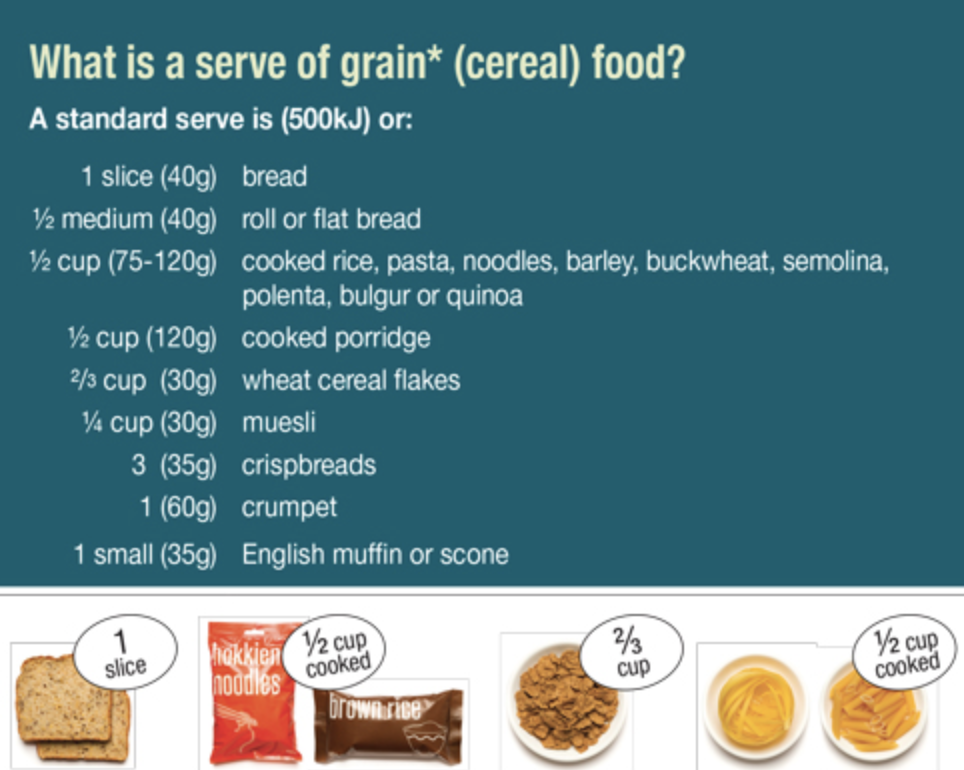 What is a serve of grain* (cereal) food?
A standard serve is (500kJ) or:
1 slice (40g) bread
½ medium (40g) roll or flat bread
½ cup (75-120g) cooked rice, pasta, noodles, barley, buckwheat, semolina,
polenta, bulgur or quinoa
½ cup (120g) cooked porridge
²/₃ cup (30g) wheat cereal flakes
¼ cup (30g) muesli
3 (35g) crispbreads
1 (60g) crumpet
1 small (35g) English muffin or scone
1
slice
hokkien
noodles
½ cup
cooked
brown rice
²/₃
cup
½ cup
cooked